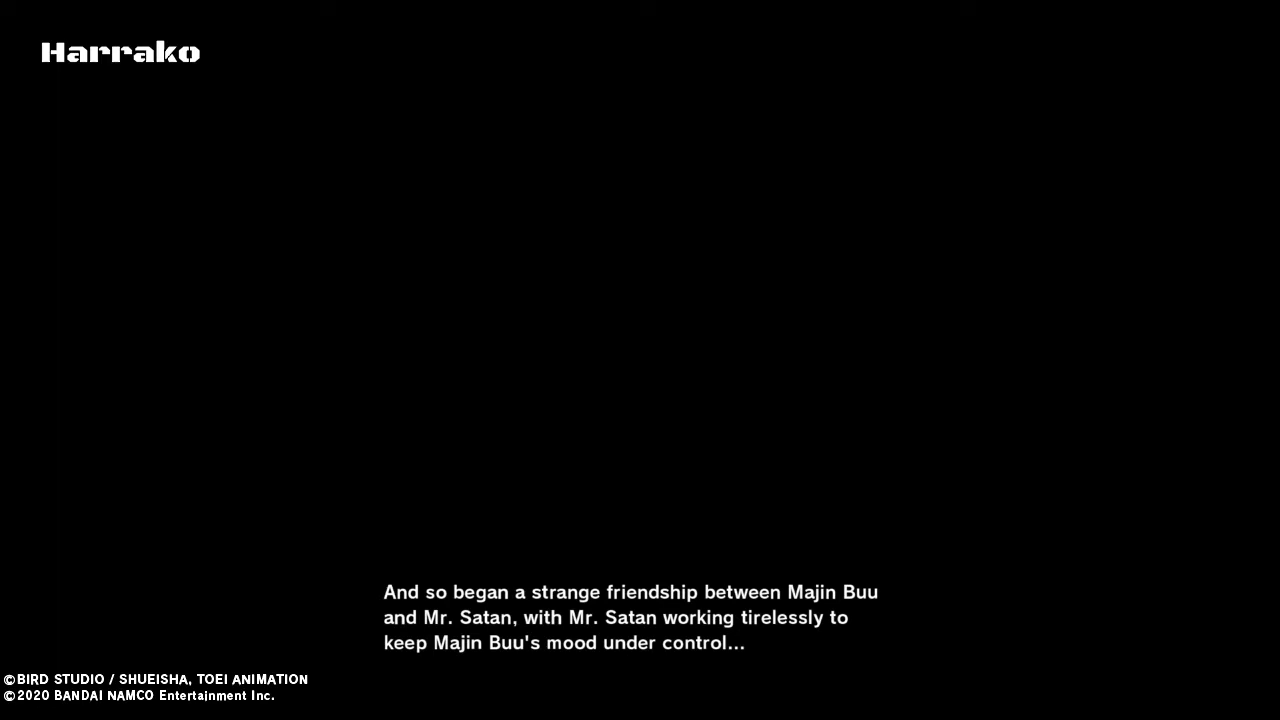 Harrako
And so began a strange friendship between Majin Buu
and Mr. Satan, with Mr. Satan working tirelessly to
keep Majin Buu's mood under control...
©BIRD STUDIO / SHUEISHA, TOEI ANIMATION
©2020 BANDAI NAMCO Entertainment Inc.